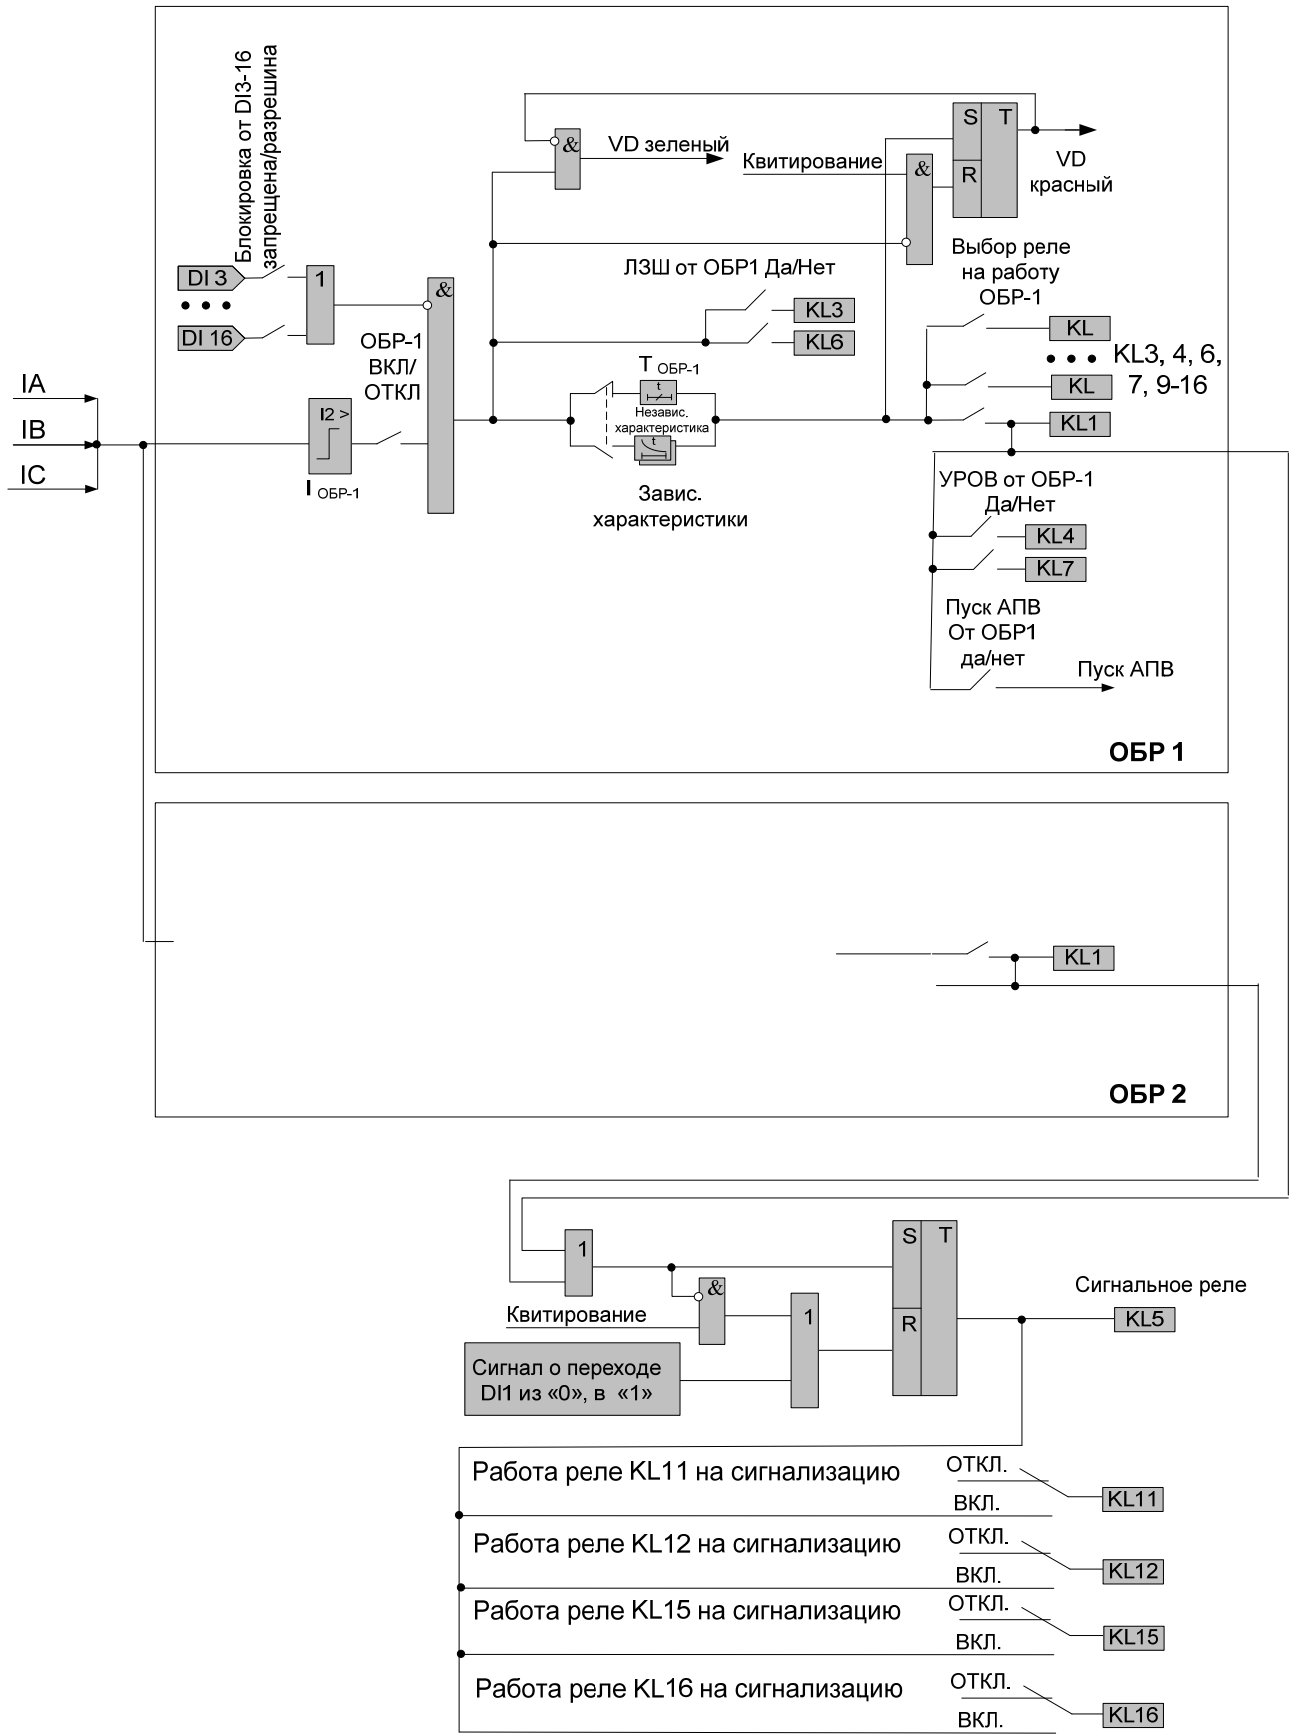 Блокировка от DI3-16
запрещена/разрешина
DI 3
• • •
DI 16
1
&
ОБР-1
ВКЛ/
ОТКЛ
IA
IB
IC
I2 >
I ОБР-1
&
VD зеленый
Квитирование
&
S T
R
VD
красный
ЛЗШ от ОБР1 Да/Нет
KL3
KL6
Т ОБР-1
t
Независ.
характеристика
t
Завис.
характеристики
Выбор реле
на работу
ОБР-1
KL
• • • KL3, 4, 6,
KL 7, 9-16
KL1
УРОВ от ОБР-1
Да/Нет
KL4
KL7
Пуск АПВ
От ОБР1
да/нет
Пуск АПВ
ОБР 1
KL1
ОБР 2
1
&
Квитирование
1
S T
R
Сигнал о переходе
DI1 из «0», в «1»
Сигнальное реле
KL5
Работа реле KL11 на сигнализацию
ОТКЛ.
ВКЛ.
KL11
Работа реле KL12 на сигнализацию
ОТКЛ.
ВКЛ.
KL12
Работа реле KL15 на сигнализацию
ОТКЛ.
ВКЛ.
KL15
Работа реле KL16 на сигнализацию
ОТКЛ.
ВКЛ.
KL16